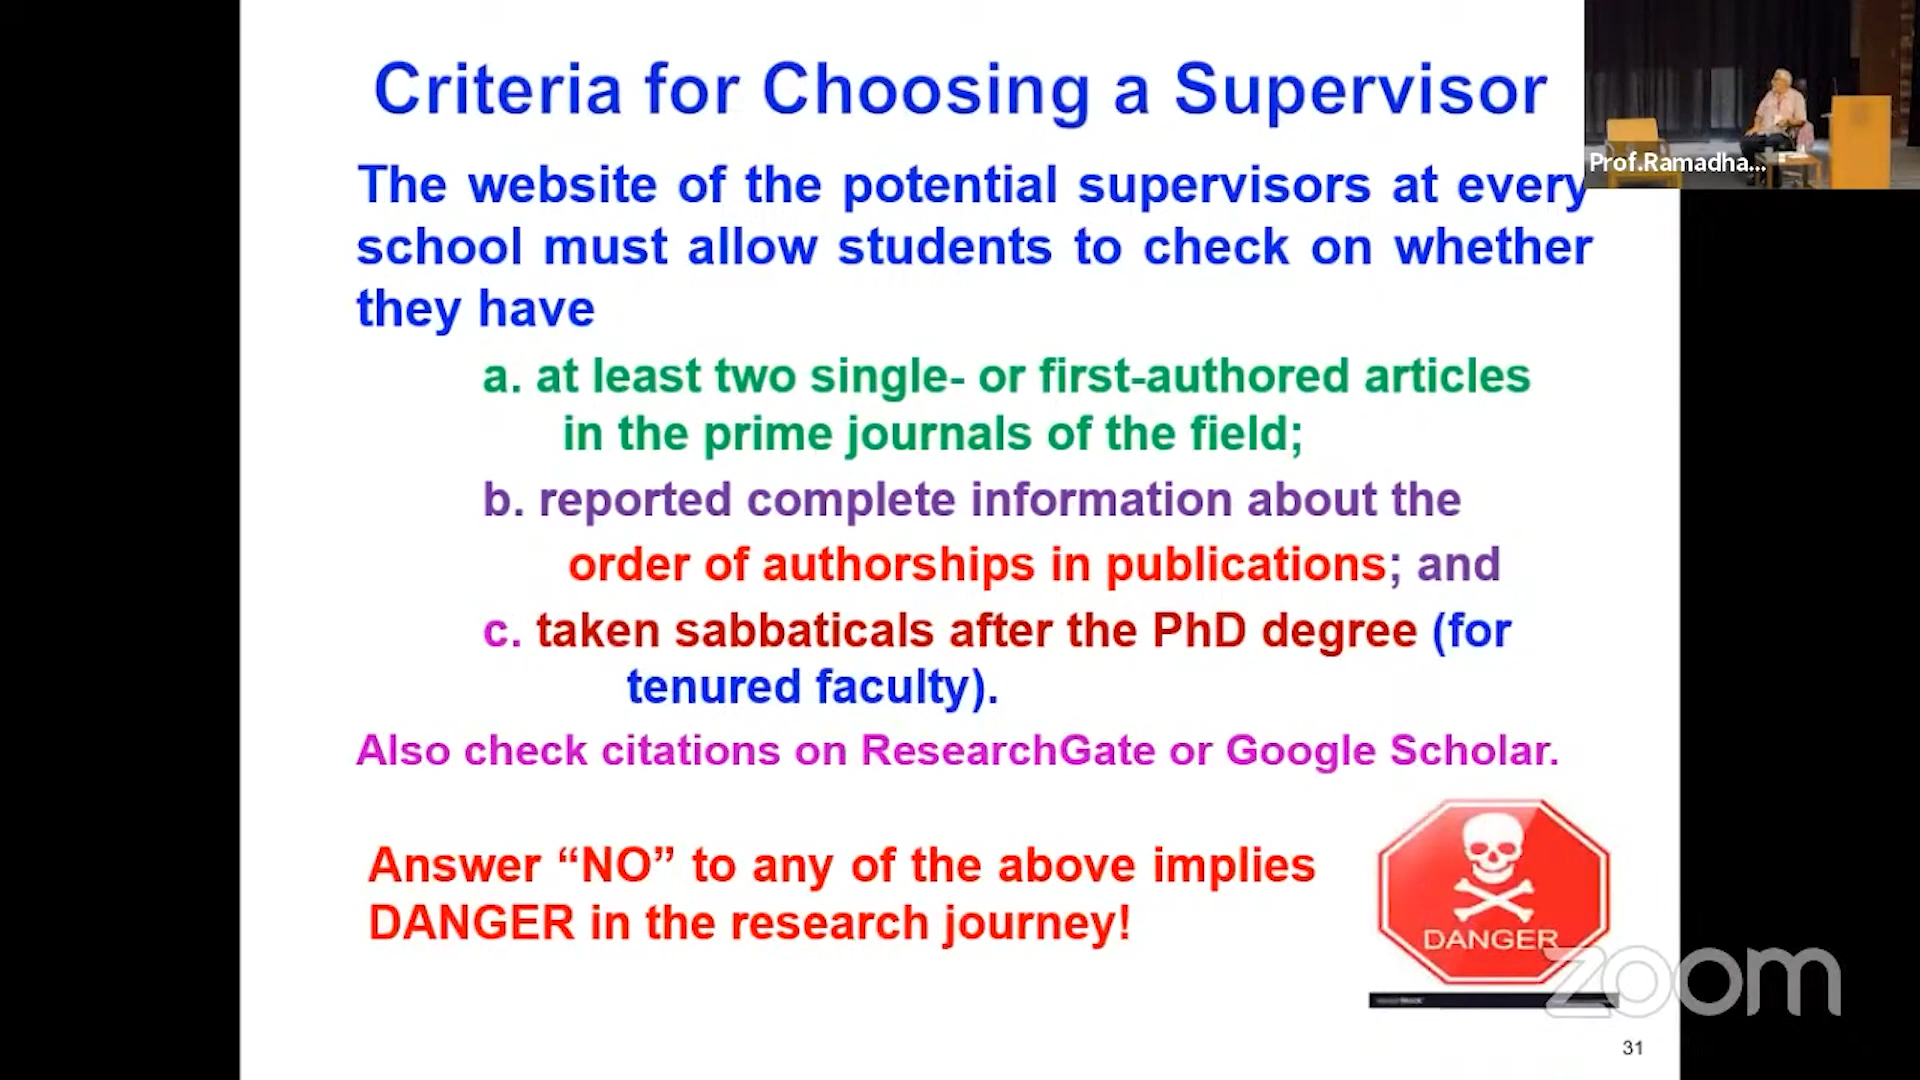 Criteria for Choosing a Supervisor
Prof.Ramadha...
The website of the potential supervisors at every
school must allow students to check on whether
they have
a. at least two single- or first-authored articles
in the prime journals of the field;
b. reported complete information about the
order of authorships in publications; and
c. taken sabbaticals after the PhD degree (for
tenured faculty).
Also check citations on ResearchGate or Google Scholar.
Answer “NO” to any of the above implies
DANGER in the research journey!
DANGER
zoom
31